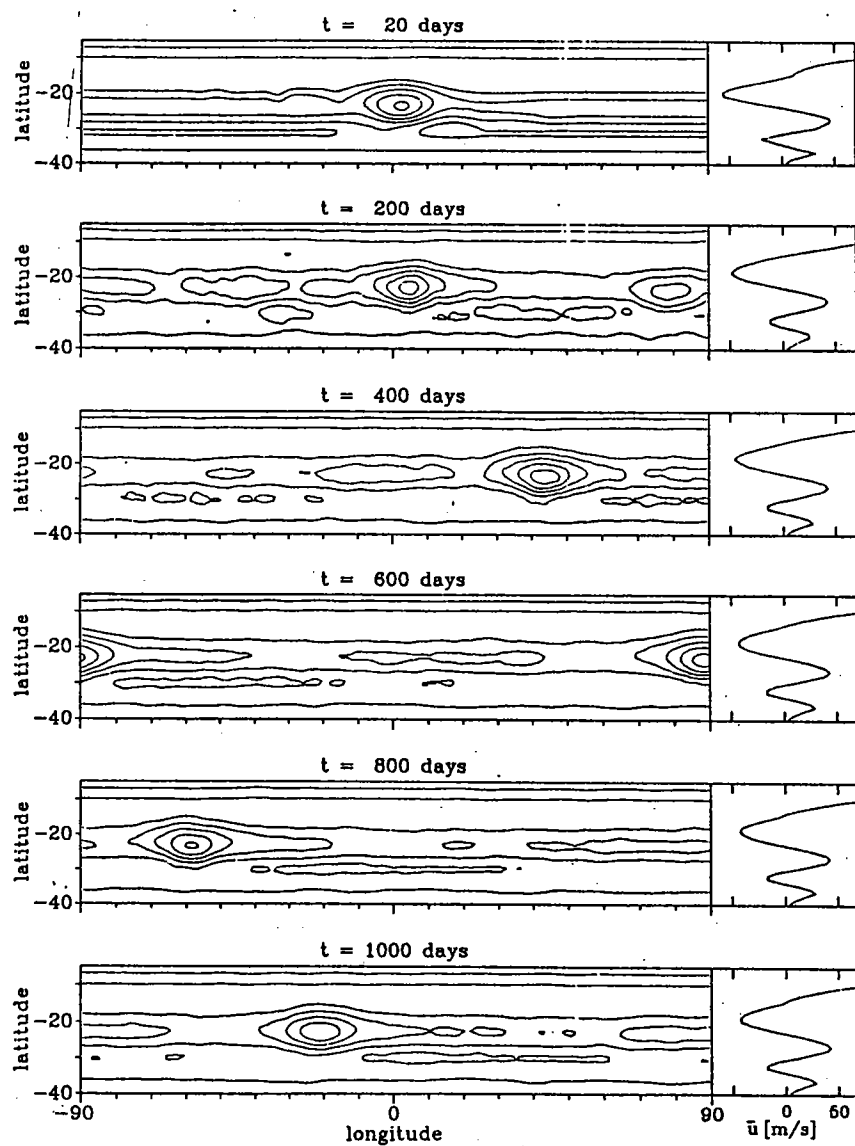 t = 20 days
latitude
-20
-40
t = 200 days
latitude
-20
-40
t = 400 days
latitude
-20
-40
t = 600 days
latitude
-20
-40
t = 800 days
latitude
-20
-40
t = 1000 days
latitude
-20
-40
-90 0 90 0 50
longitude
ū [m/s]